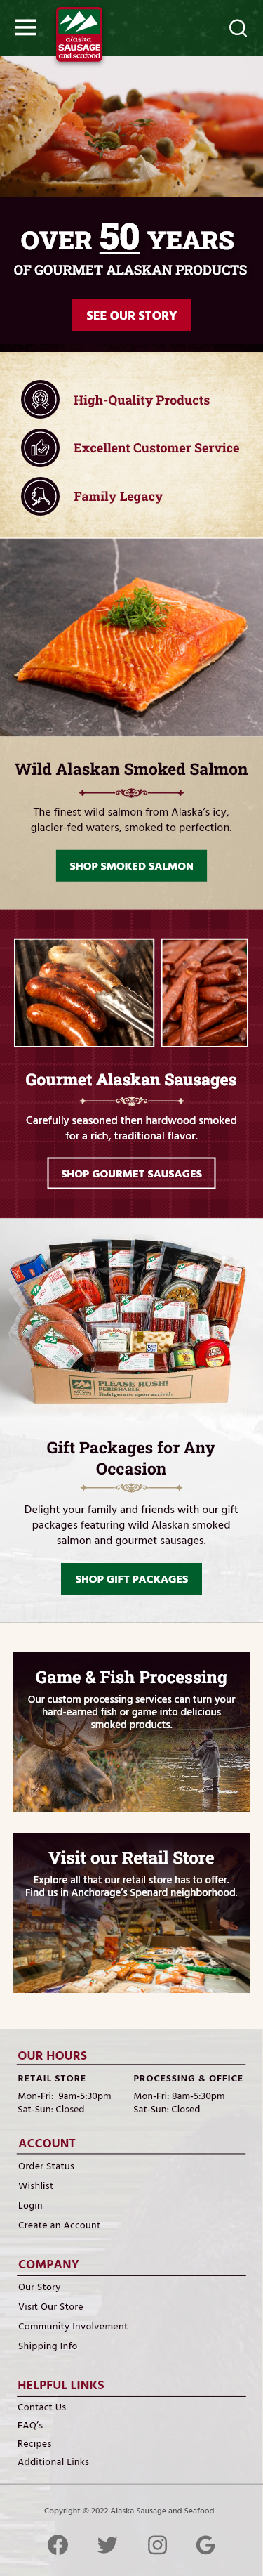 alaska
SAUSAGE
and seafood
OVER 50 YEARS
OF GOURMET ALASKAN PRODUCTS
SEE OUR STORY
High-Quality Products
Excellent Customer Service
Family Legacy
Wild Alaskan Smoked Salmon
The finest wild salmon from Alaska's icy,
glacier-fed waters, smoked to perfection.
SHOP SMOKED SALMON
Gourmet Alaskan Sausages
Carefully seasoned then hardwood smoked
for a rich, traditional flavor.
SHOP GOURMET SAUSAGES
PLEASE RUSH!
PERISHABLE
Refrigerate upon arrival.
Gift Packages for Any
Occasion
Delight your family and friends with our gift
packages featuring wild Alaskan smoked
salmon and gourmet sausages.
SHOP GIFT PACKAGES
Game & Fish Processing
Our custom processing services can turn your
hard-earned fish or game into delicious
smoked products.
Visit our Retail Store
Explore all that our retail store has to offer.
Find us in Anchorage's Spenard neighborhood.
OUR HOURS
RETAIL STORE
Mon-Fri: 9am-5:30pm
Sat-Sun: Closed
PROCESSING & OFFICE
Mon-Fri: 8am-5:30pm
Sat-Sun: Closed
ACCOUNT
Order Status
Wishlist
Login
Create an Account
COMPANY
Our Story
Visit Our Store
Community Involvement
Shipping Info
HELPFUL LINKS
Contact Us
FAQ's
Recipes
Additional Links
Copyright © 2022 Alaska Sausage and Seafood.